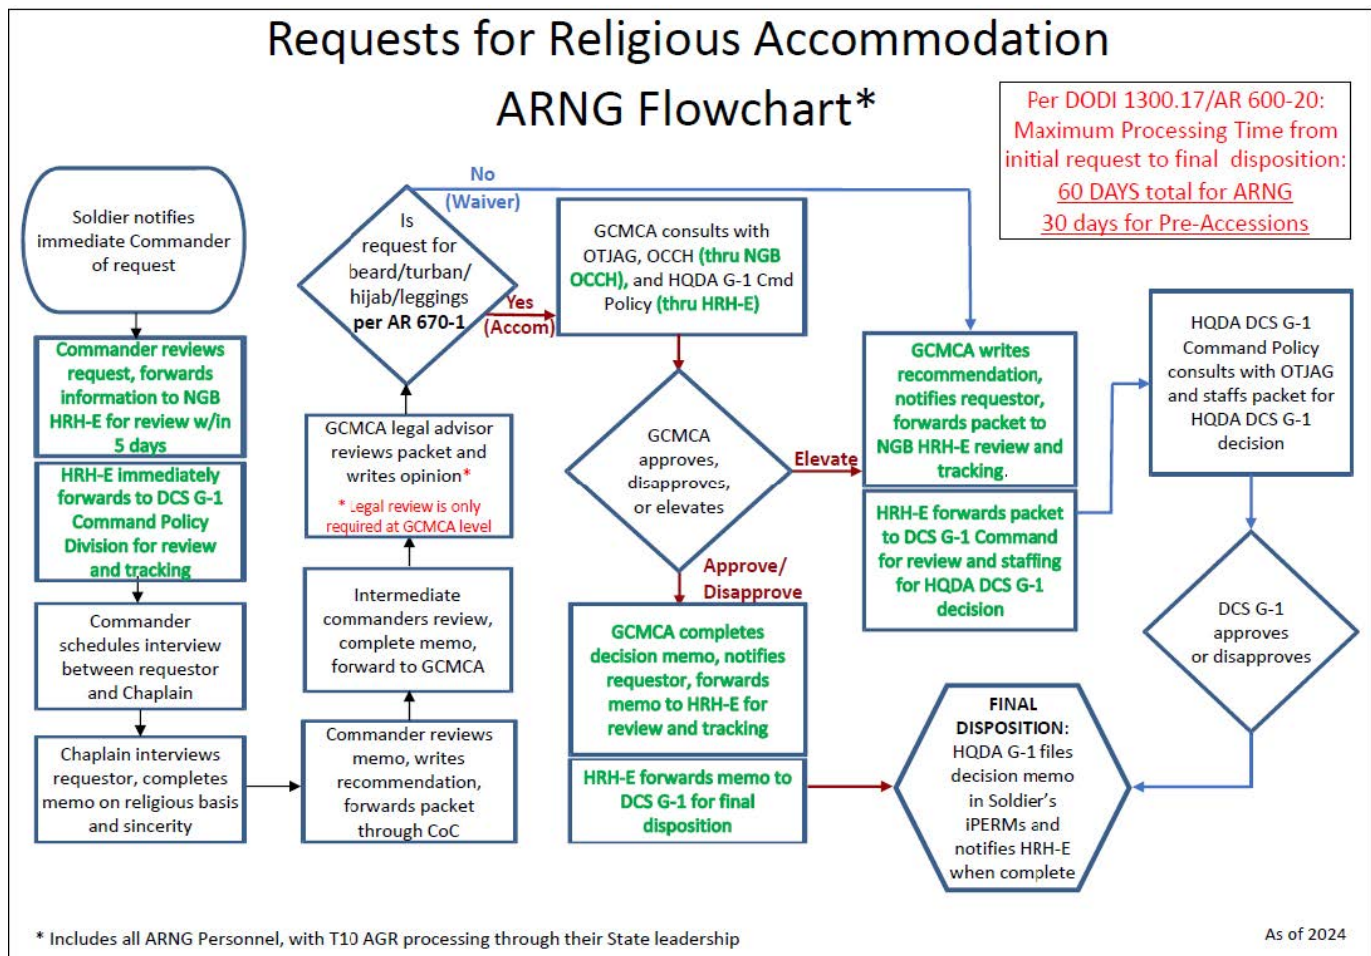 Requests for Religious Accommodation
ARNG Flowchart*
Per DODI 1300.17/AR 600-20:
Maximum Processing Time from
initial request to final disposition:
60 DAYS total for ARNG
30 days for Pre-Accessions
Soldier notifies
immediate Commander
of request
Commander reviews
request, forwards
information to NGB
HRH-E for review w/in
5 days
HRH-E immediately
forwards to DCS G-1
Command Policy
Division for review
and tracking
Commander
schedules interview
between requestor
and Chaplain
Chaplain interviews
requestor, completes
memo on religious basis
and sincerity
Commander reviews
memo, writes
recommendation,
forwards packet
through CoC
Intermediate
commanders review,
complete memo,
forward to GCMCA
GCMCA legal advisor
reviews packet and
writes opinion*
* Legal review is only
required at GCMCA level
Is
request for
beard/turban/
hijab/leggings
per AR 670-1
No
(Waiver)
Yes
(Accom)
GCMCA consults with
OTJAG, OCCH (thru NGB
OCCH), and HQDA G-1 Cmd
Policy (thru HRH-E)
GCMCA
approves,
disapproves,
or elevates
Elevate
Approve/
Disapprove
GCMCA completes
decision memo, notifies
requestor, forwards
memo to HRH-E for
review and tracking
HRH-E forwards memo to
DCS G-1 for final
disposition
GCMCA writes
recommendation,
notifies requestor,
forwards packet to
NGB HRH-E review and
tracking.
HRH-E forwards packet
to DCS G-1 Command
for review and staffing
for HQDA DCS G-1
decision
HQDA DCS G-1
Command Policy
consults with OTJAG
and staffs packet for
HQDA DCS G-1
decision
DCS G-1
approves
or disapproves
FINAL
DISPOSITION:
HQDA G-1 files
decision memo
in Soldier's
iPERMs and
notifies HRH-E
when complete
* Includes all ARNG Personnel, with T10 AGR processing through their State leadership
As of 2024